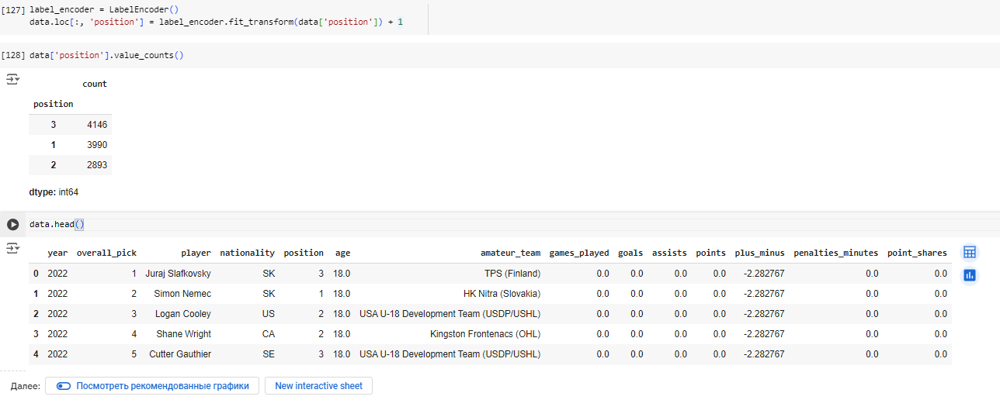 [127] label_encoder = LabelEncoder()
data.loc[:, 'position'] = label_encoder.fit_transform(data['position']) + 1
[128] data['position'].value_counts()
count
position
3 4146
1 3990
2 2893
dtype: int64
data.head()
year overall_pick player nationality position age amateur_team games_played goals assists points plus_minus penalties_minutes point_shares
0 2022 1 Juraj Slafkovsky SK 3 18.0 TPS (Finland) 0.0 0.0 0.0 0.0 -2.282767 0.0 0.0
1 2022 2 Simon Nemec SK 1 18.0 HK Nitra (Slovakia) 0.0 0.0 0.0 0.0 -2.282767 0.0 0.0
2 2022 3 Logan Cooley US 2 18.0 USA U-18 Development Team (USDP/USHL) 0.0 0.0 0.0 0.0 -2.282767 0.0 0.0
3 2022 4 Shane Wright CA 2 18.0 Kingston Frontenacs (OHL) 0.0 0.0 0.0 0.0 -2.282767 0.0 0.0
4 2022 5 Cutter Gauthier SE 3 18.0 USA U-18 Development Team (USDP/USHL) 0.0 0.0 0.0 0.0 -2.282767 0.0 0.0
Далее: Посмотреть рекомендованные графики New interactive sheet